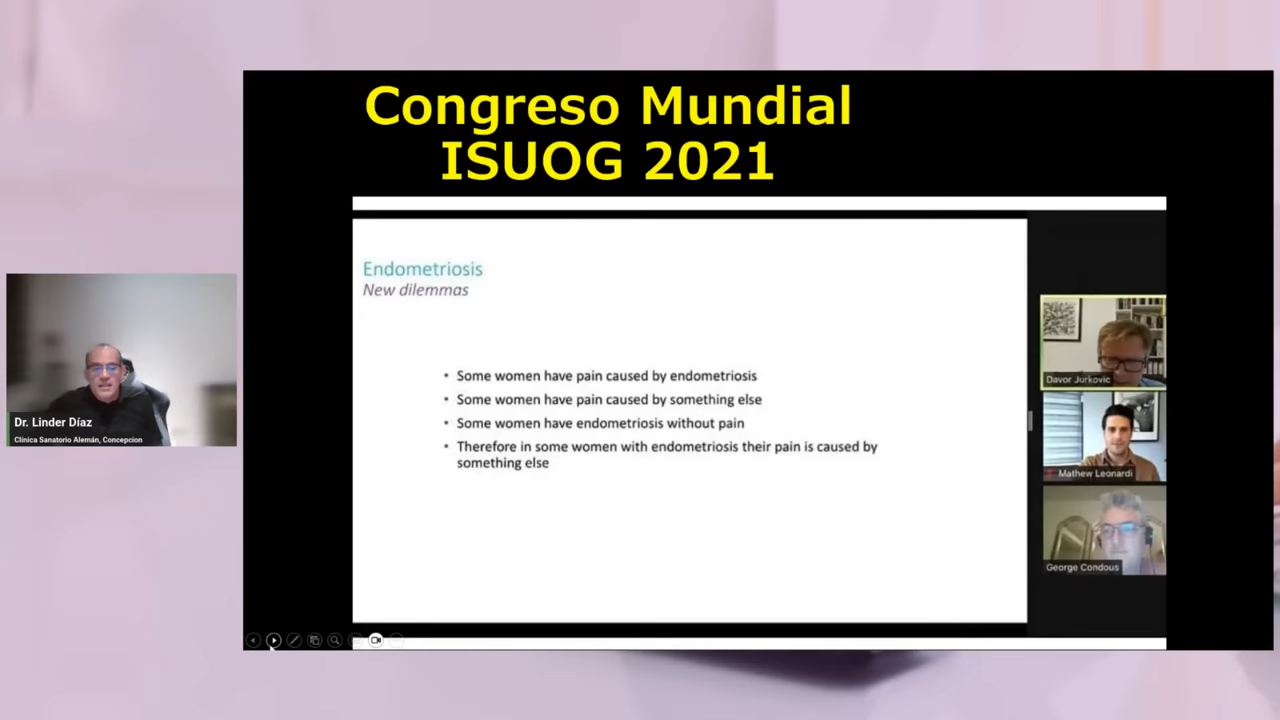 Congreso Mundial
ISUOG 2021
Endometriosis
New dilemmas
• Some women have pain caused by endometriosis
• Some women have pain caused by something else
• Some women have endometriosis without pain
• Therefore in some women with endometriosis their pain is caused by
something else
Davor Jurkovic
Mathew Leonardi
George Condous
Dr. Linder Díaz
Clínica Sanatorio Alemán, Concepcion